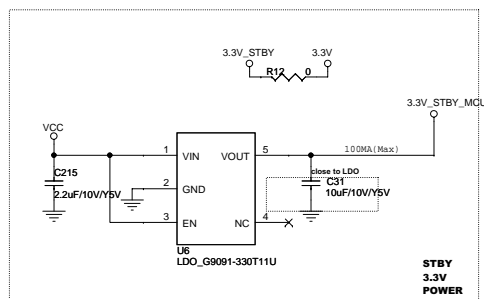 3.3V_STBY 3.3V
R12 0
3.3V_STBY_MCU
VCC
1 VIN VOUT 5 100MA(Max)
C215
2.2uF/10V/Y5V
2 GND
close to LDO
C31
10uF/10V/Y5V
3 EN NC 4
U6
LDO_G9091-330T11U
STBY
3.3V
POWER